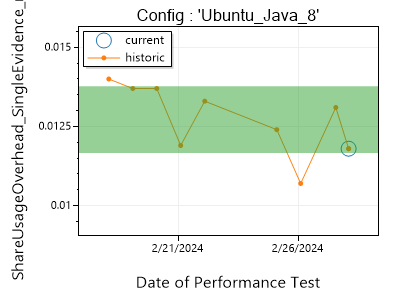 Config : 'Ubuntu_Java_8'
ShareUsageOverhead_SingleEvidence_
current
historic
0.015
0.0125
0.01
2/21/2024
2/26/2024
Date of Performance Test